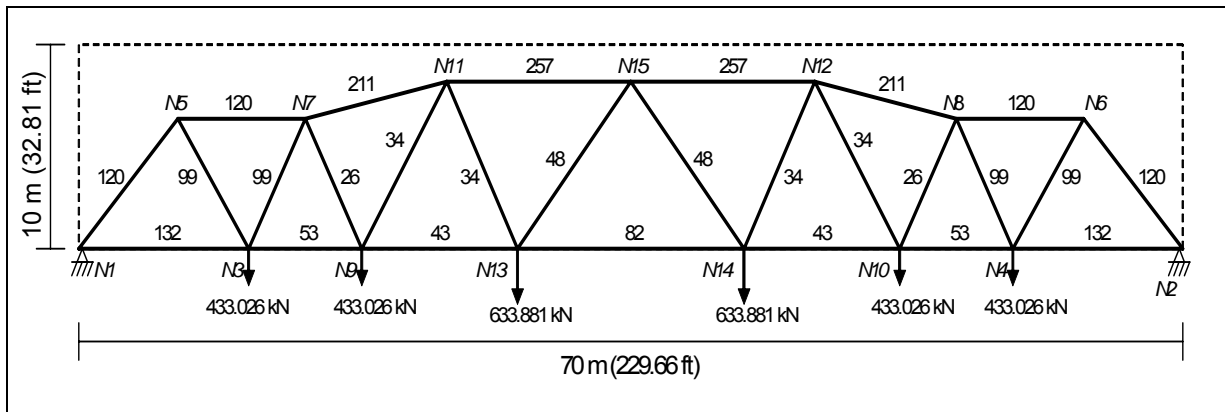 N11 257 N15 257 N12
211 211
N5 120 N7 N8 120 N6
10 m (32.81 ft)
34 48 48 34
120 99 99 26 34 34 26 99 99 120
132 53 43 82 43 53 132
N1 N3 N9 N13 N14 N10 N4 N2
433.026 kN 433.026 kN 633.881 kN 633.881 kN 433.026 kN 433.026 kN
70 m (229.66 ft)